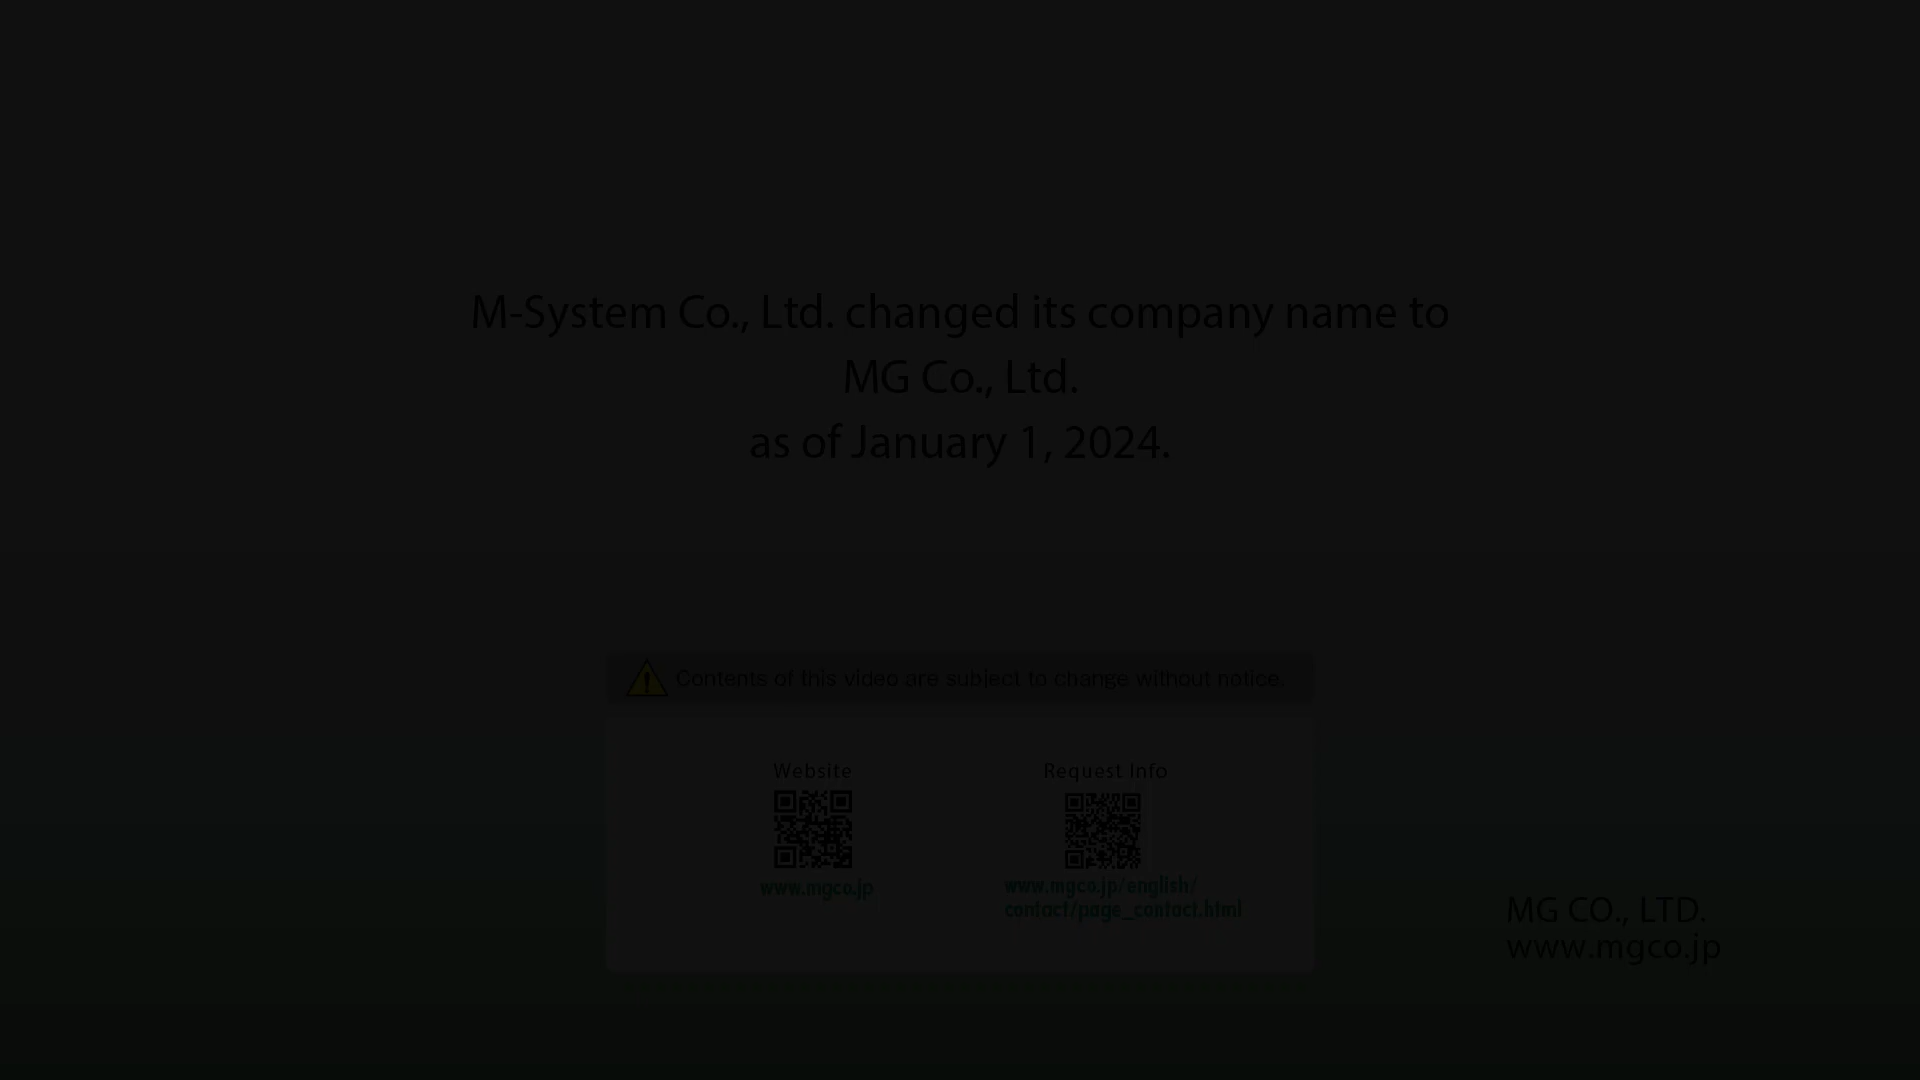 M-System Co., Ltd. changed its company name to
MG Co., Ltd.
as of January 1, 2024.
Contents of this video are subject to change without notice.
Website
Request Info
www.mgco.jp
www.mgco.jp/english/
contact/page_contact.html
MG CO., LTD.
www.mgco.jp